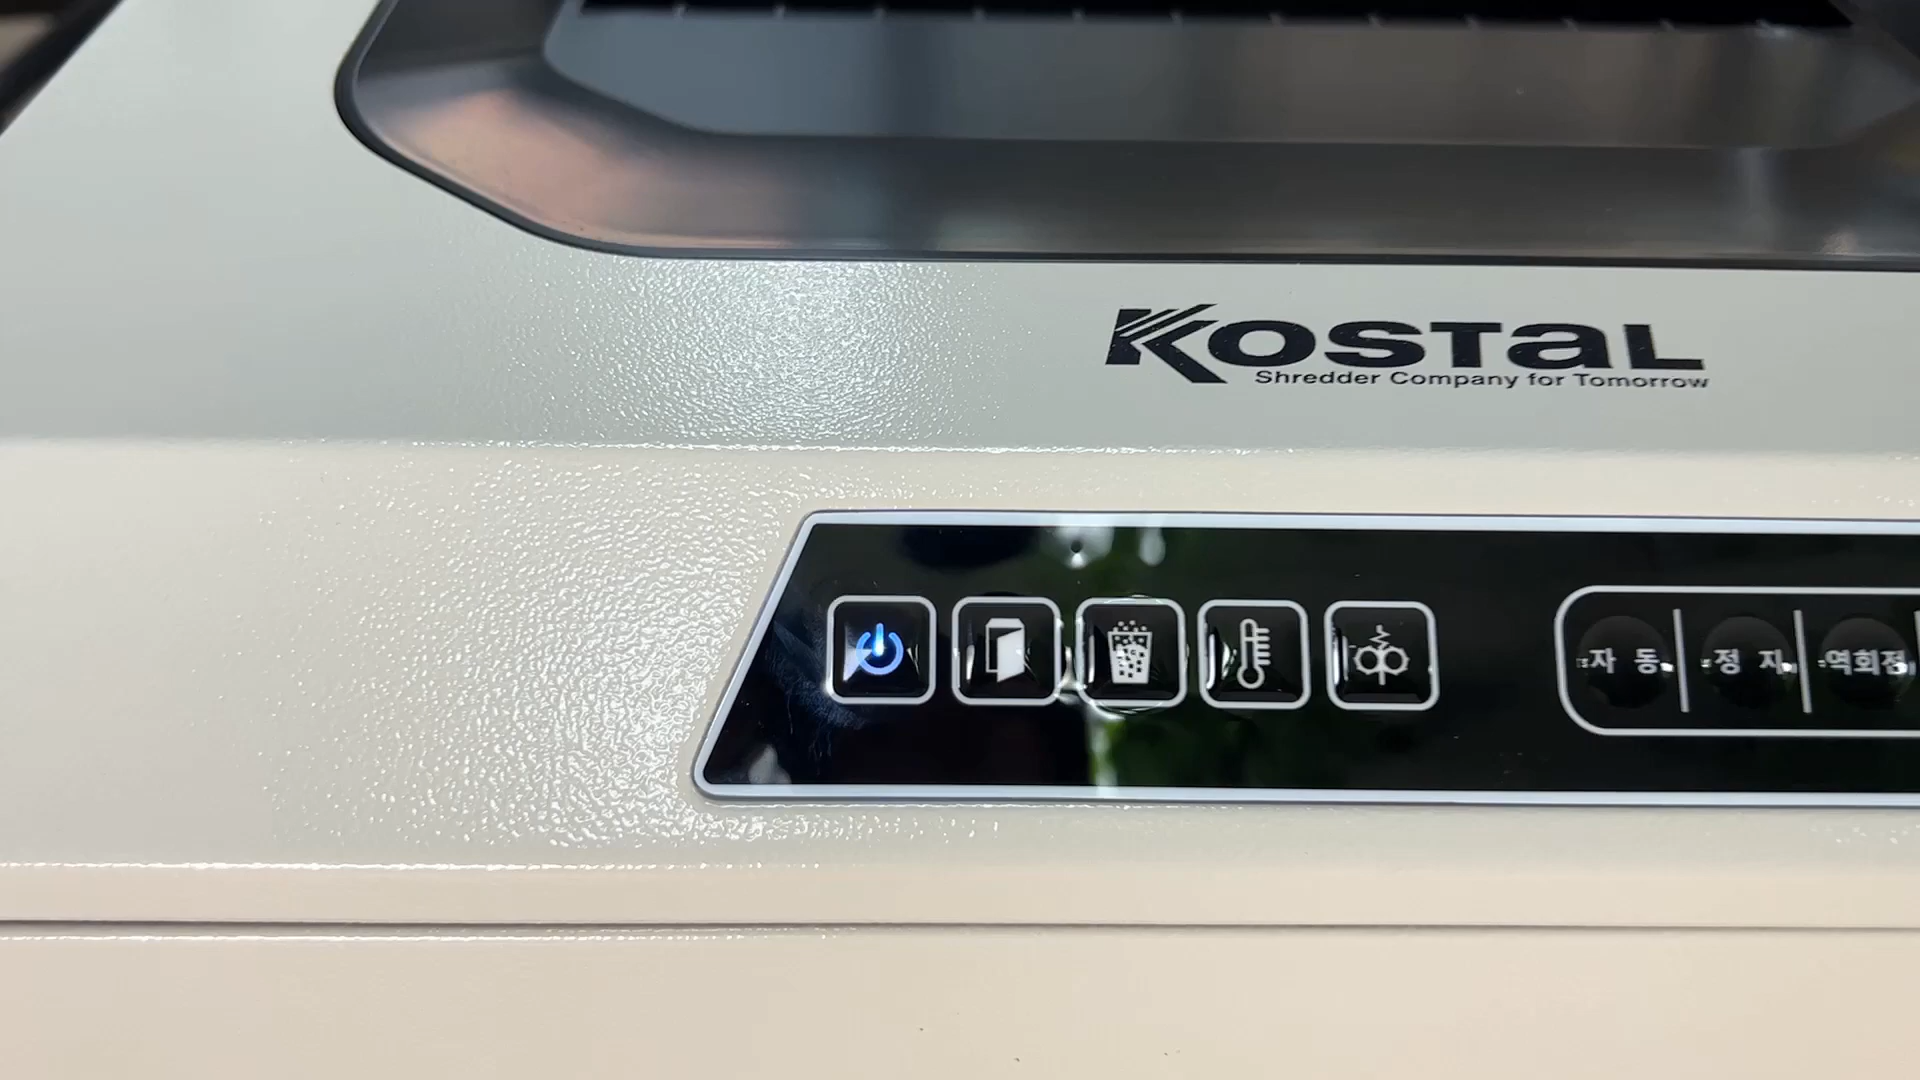 KOSTAL
Shredder Company for Tomorrow
자 동
정 지
역회전